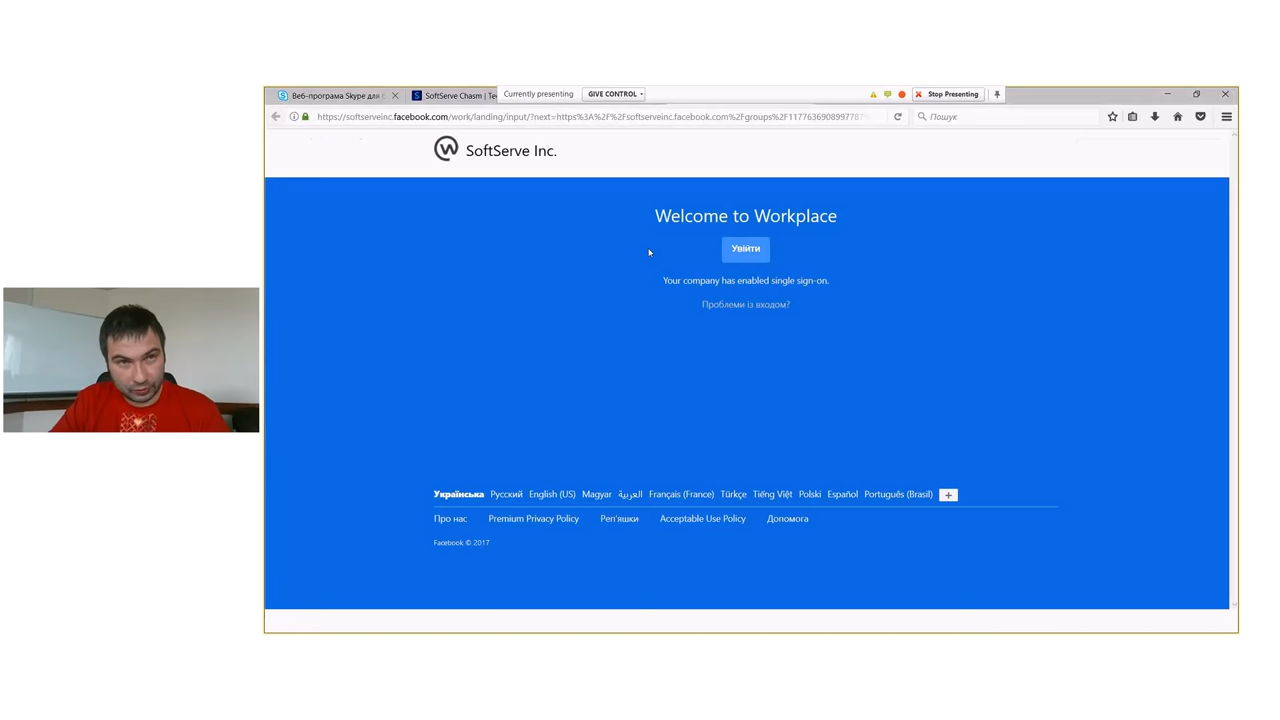 Веб-програма Skype для б
SoftServe Chasm | Te
Currently presenting
GIVE CONTROL
Stop Presenting
https://softserveinc.facebook.com/work/landing/input/?next=https%3A%2F%2Fsoftserveinc.facebook.com%2Fgroups%2F1177636908997787%
Пошук
SoftServe Inc.
Welcome to Workplace
Увійти
Your company has enabled single sign-on.
Проблеми із входом?
Українська Русский English (US) Magyar العربية Français (France) Türkçe Tiếng Việt Polski Español Português (Brasil) +
Про нас Premium Privacy Policy Реп'яшки Acceptable Use Policy Допомога
Facebook © 2017